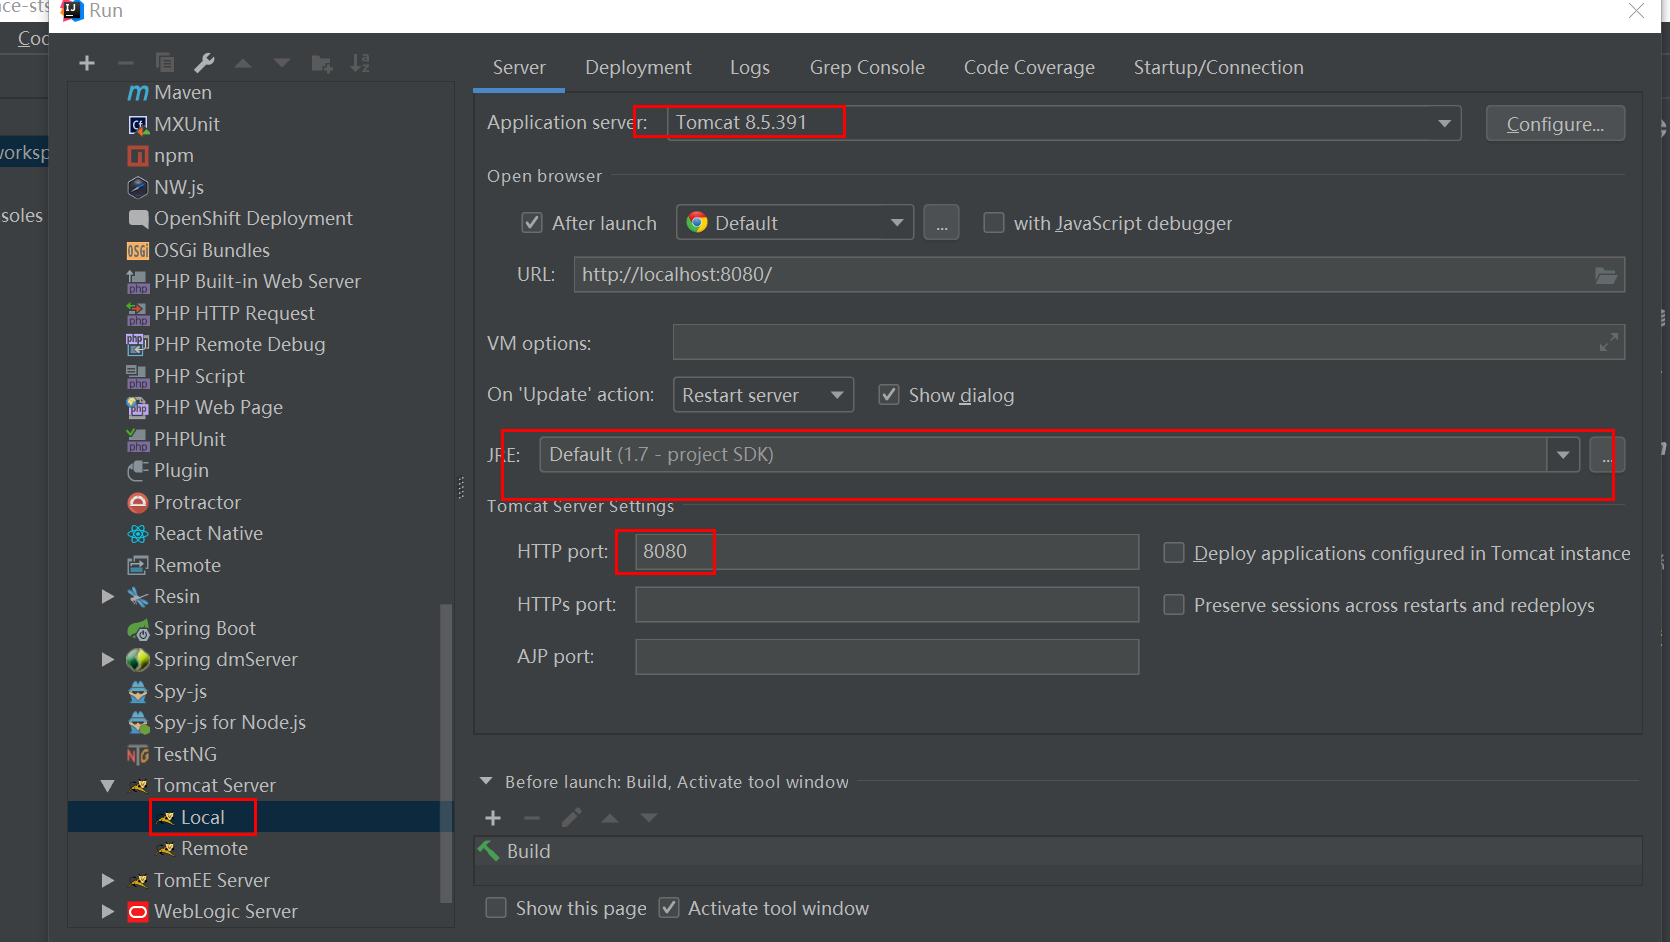 Run
ce-sts
Cod
worksp
soles
Maven
MXUnit
npm
NW.js
OpenShift Deployment
OSGi Bundles
PHP Built-in Web Server
PHP HTTP Request
PHP Remote Debug
PHP Script
PHP Web Page
PHPUnit
Plugin
Protractor
React Native
Remote
Resin
Spring Boot
Spring dmServer
Spy-js
Spy-js for Node.js
TestNG
Tomcat Server
Local
Remote
TomEE Server
WebLogic Server
Server Deployment Logs Grep Console Code Coverage Startup/Connection
Application server: Tomcat 8.5.391 Configure...
Open browser
After launch Default ... with JavaScript debugger
URL: http://localhost:8080/
VM options:
On 'Update' action: Restart server Show dialog
JRE: Default (1.7 - project SDK) ...
Tomcat Server Settings
HTTP port: 8080 Deploy applications configured in Tomcat instance
HTTPs port: Preserve sessions across restarts and redeploys
AJP port:
Before launch: Build, Activate tool window
Build
Show this page Activate tool window